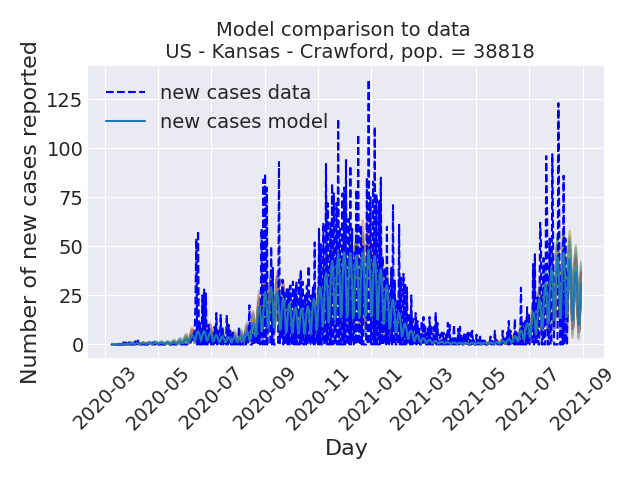 Model comparison to data
US - Kansas - Crawford, pop. = 38818
Number of new cases reported
125
100
75
50
25
0
new cases data
new cases model
2020-03
2020-05
2020-07
2020-09
2020-11
2021-01
2021-03
2021-05
2021-07
2021-09
Day